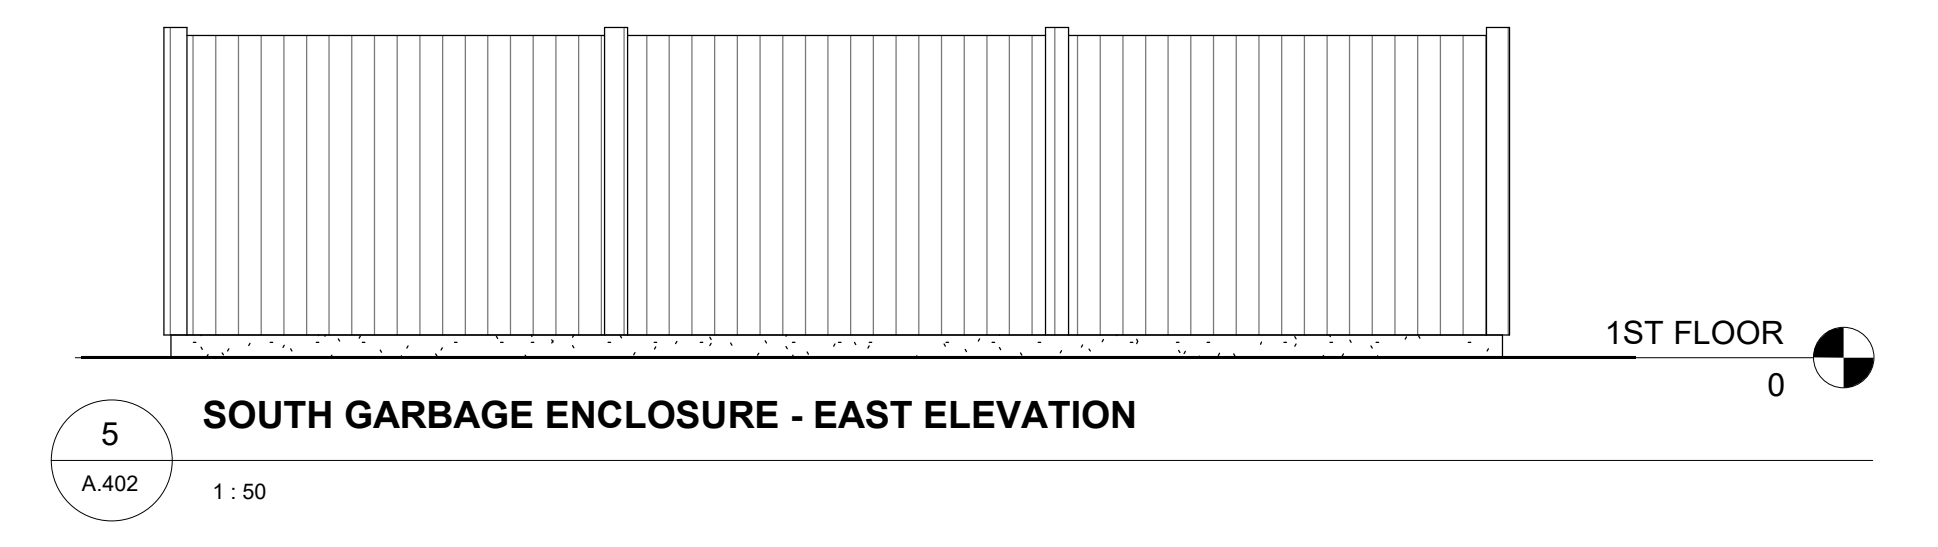 1ST FLOOR
0
5
SOUTH GARBAGE ENCLOSURE - EAST ELEVATION
A.402
1 : 50